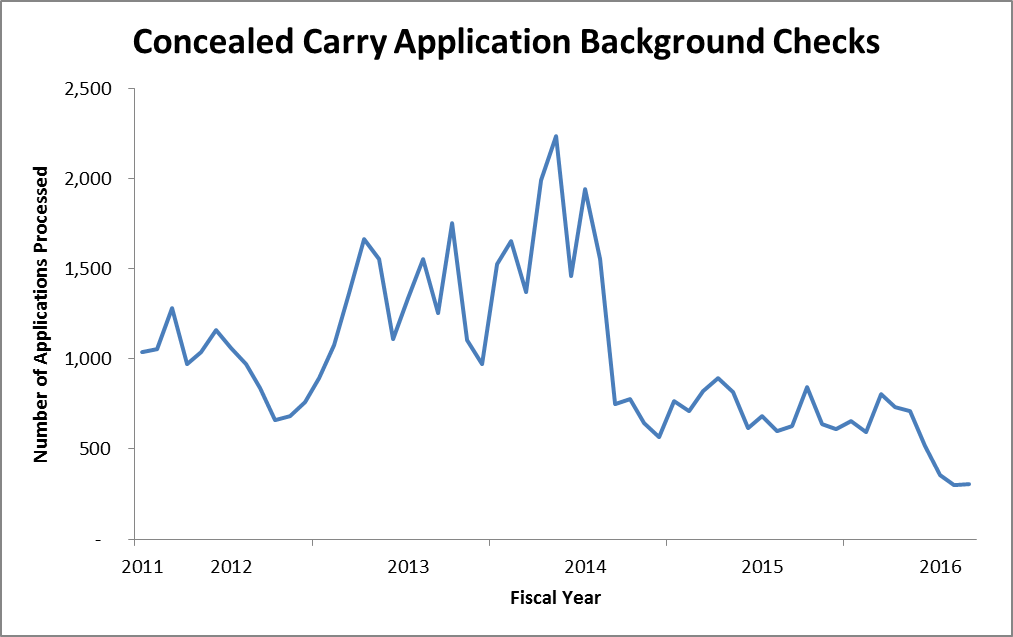 Concealed Carry Application Background Checks
2,500
2,000
1,500
1,000
500
-
Number of Applications Processed
2011 2012 2013 2014 2015 2016
Fiscal Year